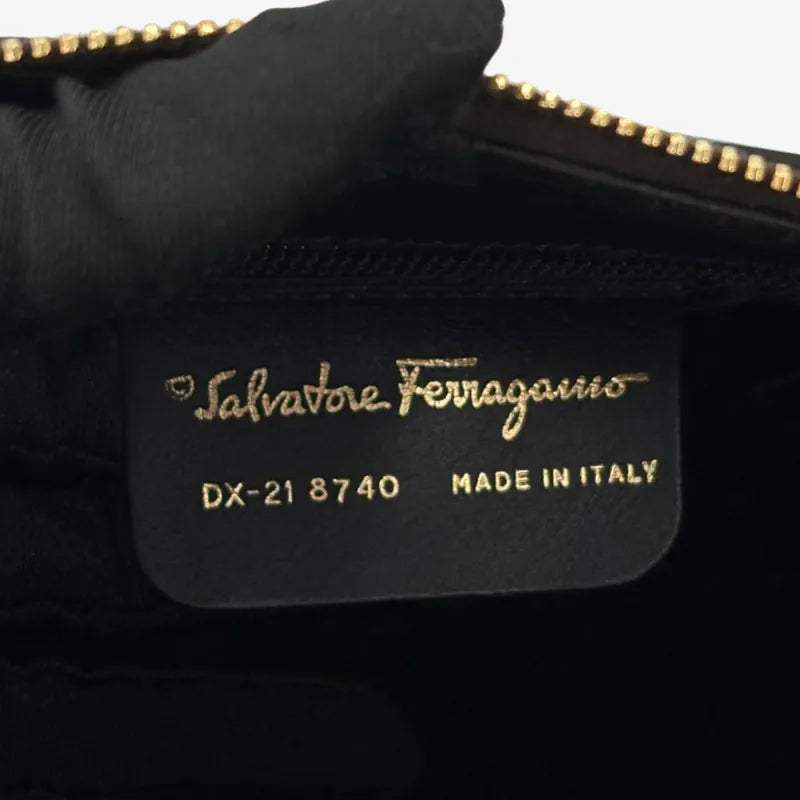 Salvatore Ferragamo
DX-21 8740 MADE IN ITALY